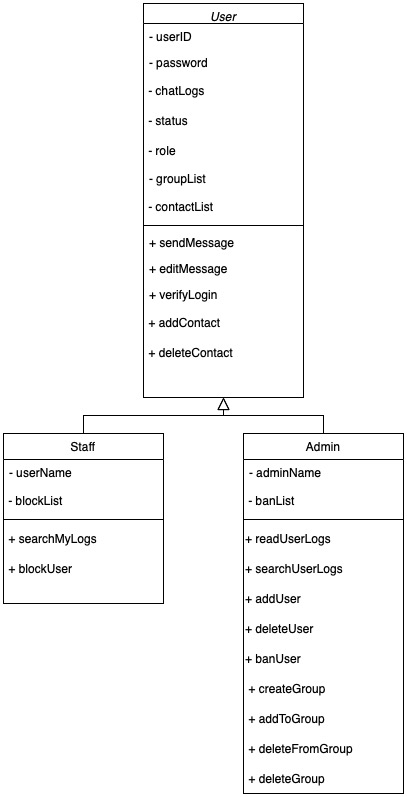 User
- userID
- password
- chatLogs
- status
- role
- groupList
- contactList
+ sendMessage
+ editMessage
+ verifyLogin
+ addContact
+ deleteContact
Staff
- userName
- blockList
+ searchMyLogs
+ blockUser
Admin
- adminName
- banList
+ readUserLogs
+ searchUserLogs
+ addUser
+ deleteUser
+ banUser
+ createGroup
+ addToGroup
+ deleteFromGroup
+ deleteGroup